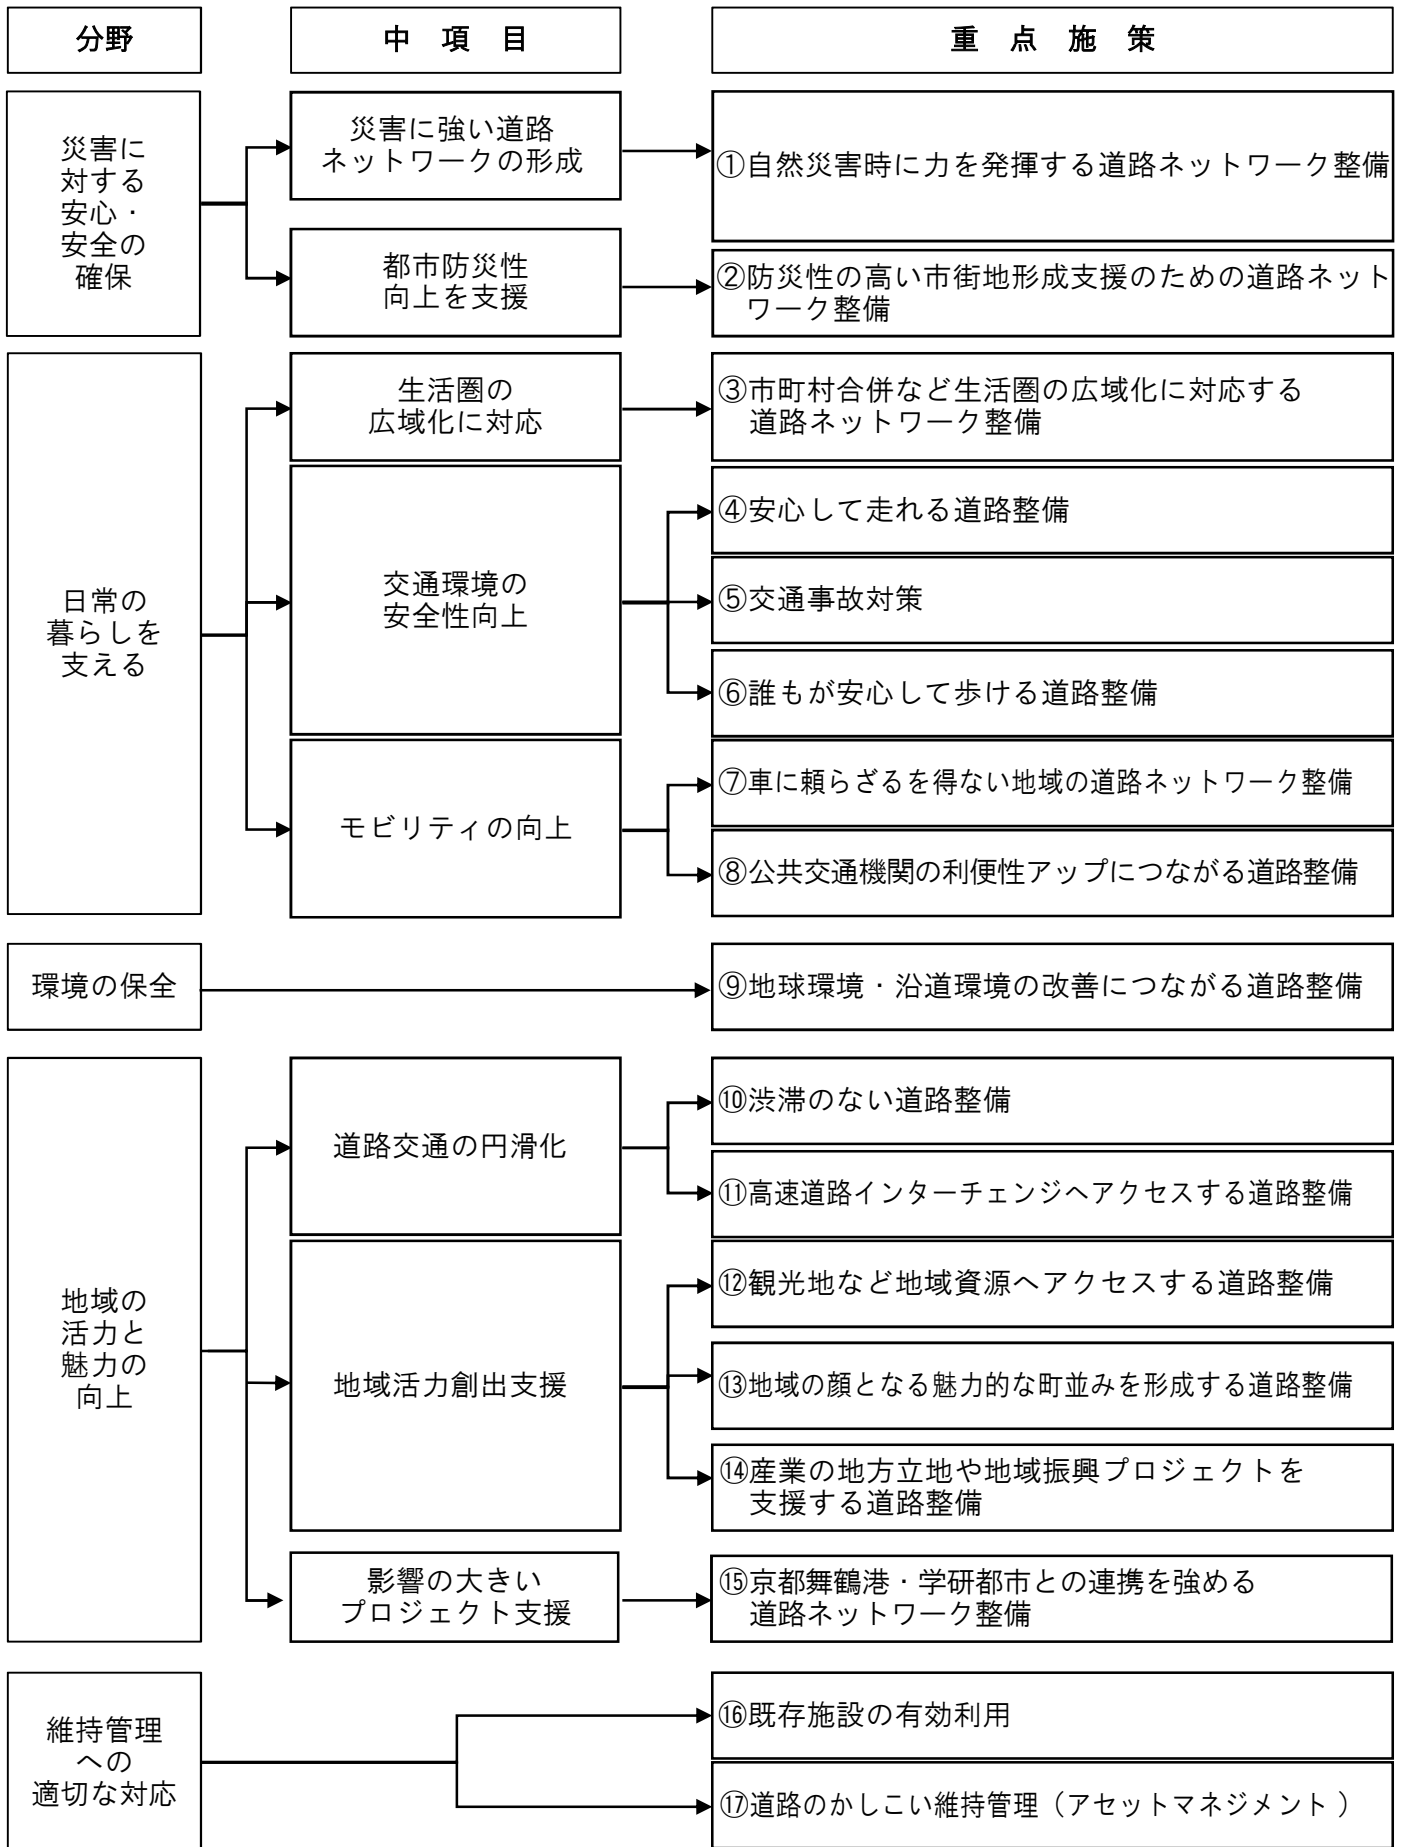 分野
中項目
重点施策
災害に
対する
安心・
安全の
確保
災害に強い道路
ネットワークの形成
①自然災害時に力を発揮する道路ネットワーク整備
都市防災性
向上を支援
②防災性の高い市街地形成支援のための道路ネット
ワーク整備
日常の
暮らしを
支える
生活圏の
広域化に対応
③市町村合併など生活圏の広域化に対応する
道路ネットワーク整備
交通環境の
安全性向上
④安心して走れる道路整備
⑤交通事故対策
⑥誰もが安心して歩ける道路整備
モビリティの向上
⑦車に頼らざるを得ない地域の道路ネットワーク整備
⑧公共交通機関の利便性アップにつながる道路整備
環境の保全
⑨地球環境・沿道環境の改善につながる道路整備
地域の
活力と
魅力の
向上
道路交通の円滑化
⑩渋滞のない道路整備
⑪高速道路インターチェンジへアクセスする道路整備
地域活力創出支援
⑫観光地など地域資源へアクセスする道路整備
⑬地域の顔となる魅力的な町並みを形成する道路整備
⑭産業の地方立地や地域振興プロジェクトを
支援する道路整備
影響の大きい
プロジェクト支援
⑮京都舞鶴港・学研都市との連携を強める
道路ネットワーク整備
維持管理
への
適切な対応
⑯既存施設の有効利用
⑰道路のかしこい維持管理（アセットマネジメント）